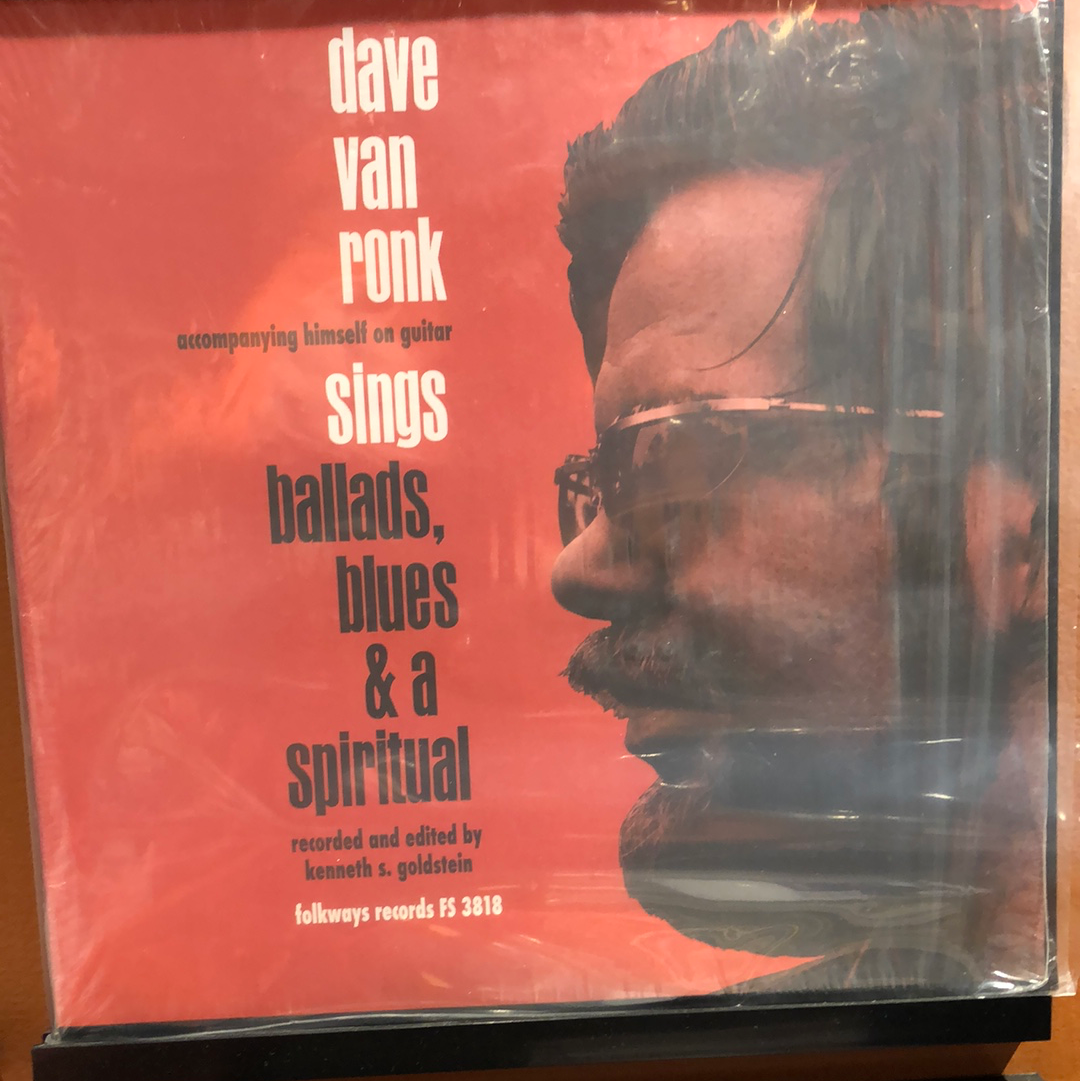 dave
van
ronk
accompanying himself on guitar
sings
ballads,
blues
& a
spiritual
recorded and edited by
kenneth s. goldstein
folkways records FS 3818